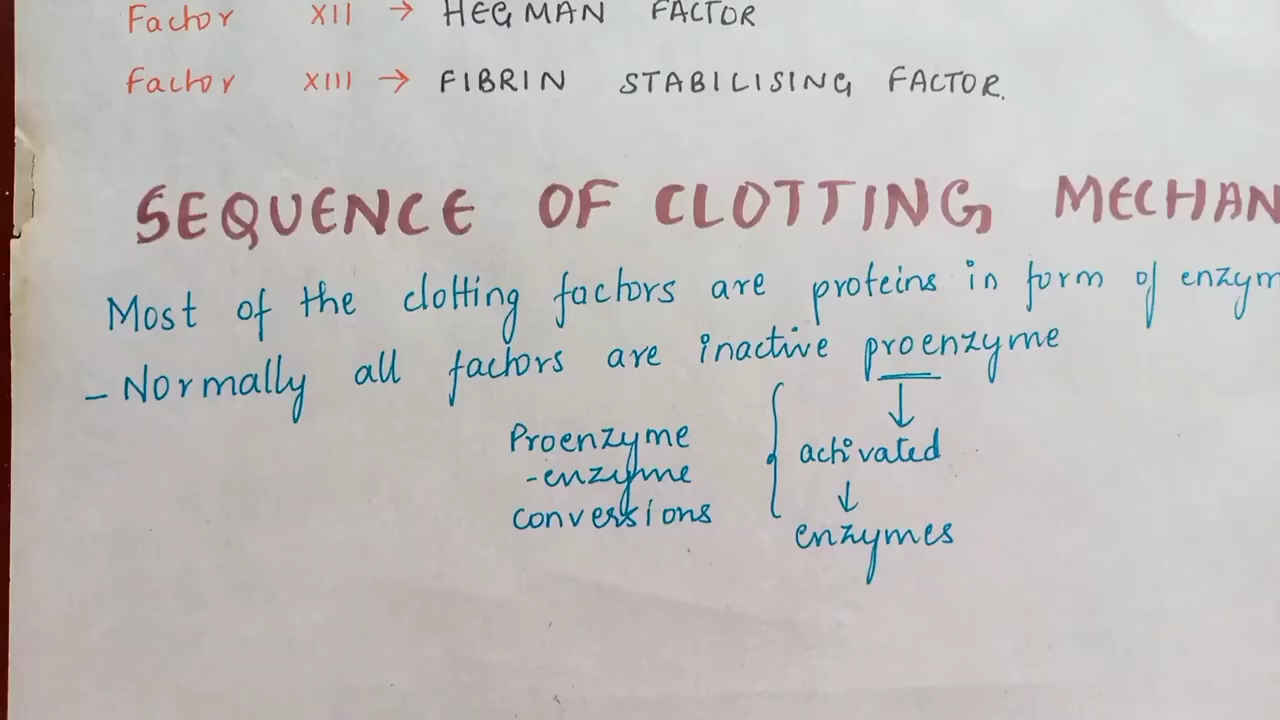 Factor XII → HEGMAN FACTOR
Factor XIII → FIBRIN STABILISING FACTOR.
SEQUENCE OF CLOTTING MECHAN
Most of the clotting factors are proteins in form of enzym
- Normally all factors are inactive proenzyme
↓
Proenzyme
-enzyme
conversions
activated
↓
enzymes